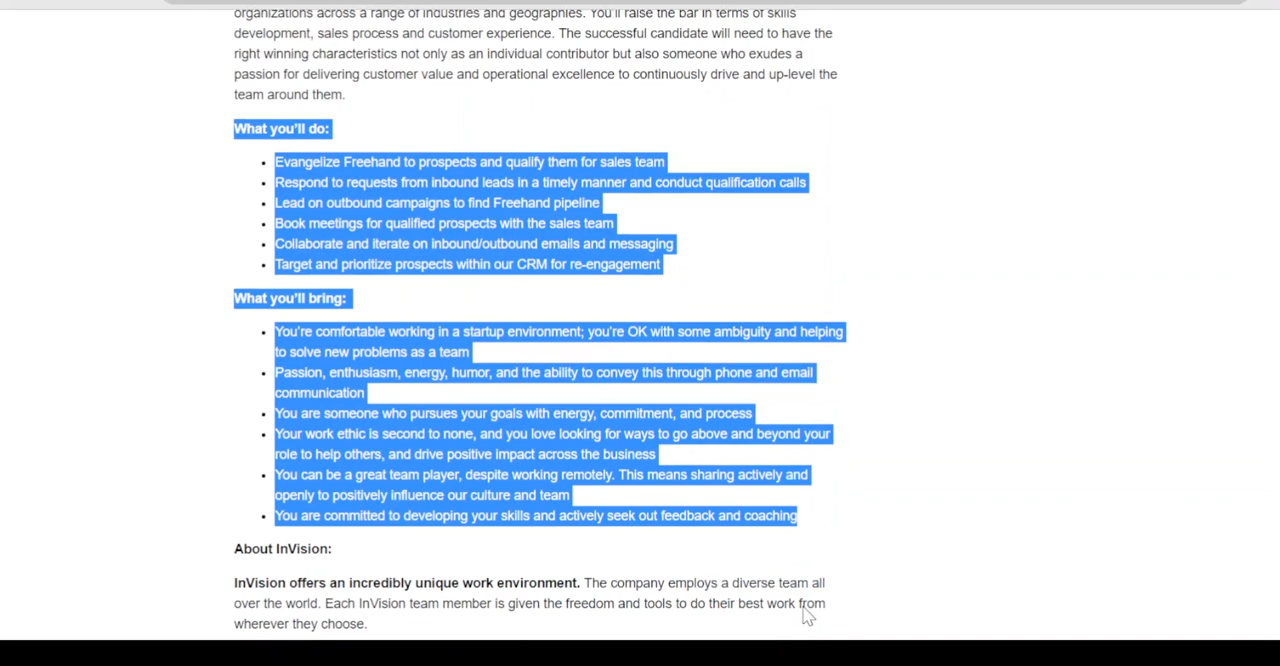 organizations across a range of industries and geographies. You'll raise the bar in terms of skills
development, sales process and customer experience. The successful candidate will need to have the
right winning characteristics not only as an individual contributor but also someone who exudes a
passion for delivering customer value and operational excellence to continuously drive and up-level the
team around them.
What you'll do:
• Evangelize Freehand to prospects and qualify them for sales team
• Respond to requests from inbound leads in a timely manner and conduct qualification calls
• Lead on outbound campaigns to find Freehand pipeline
• Book meetings for qualified prospects with the sales team
• Collaborate and iterate on inbound/outbound emails and messaging
• Target and prioritize prospects within our CRM for re-engagement
What you'll bring:
• You're comfortable working in a startup environment; you're OK with some ambiguity and helping
to solve new problems as a team
• Passion, enthusiasm, energy, humor, and the ability to convey this through phone and email
communication
• You are someone who pursues your goals with energy, commitment, and process
• Your work ethic is second to none, and you love looking for ways to go above and beyond your
role to help others, and drive positive impact across the business
• You can be a great team player, despite working remotely. This means sharing actively and
openly to positively influence our culture and team
• You are committed to developing your skills and actively seek out feedback and coaching
About InVision:
InVision offers an incredibly unique work environment. The company employs a diverse team all
over the world. Each InVision team member is given the freedom and tools to do their best work from
wherever they choose.